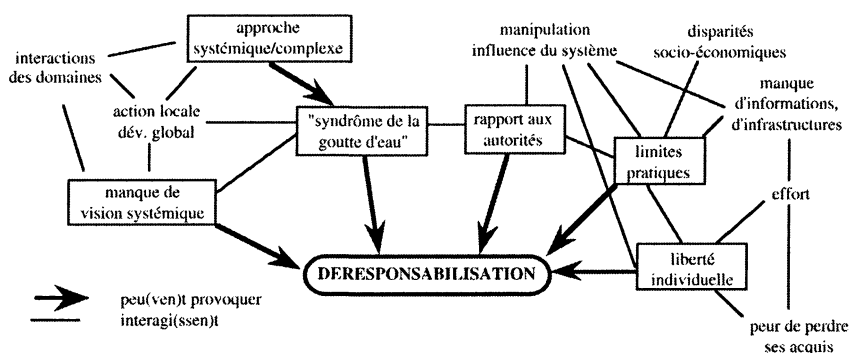 approche
systémique/complexe
interactions
des domaines
action locale
dév. global
manque de
vision systémique
"syndrôme de la
goutte d'eau"
rapport aux
autorités
manipulation
influence du système
disparités
socio-économiques
manque
d'informations,
d'infrastructures
limites
pratiques
effort
liberté
individuelle
peur de perdre
ses acquis
DERESPONSABILISATION
peu(ven)t provoquer
interagi(ssen)t